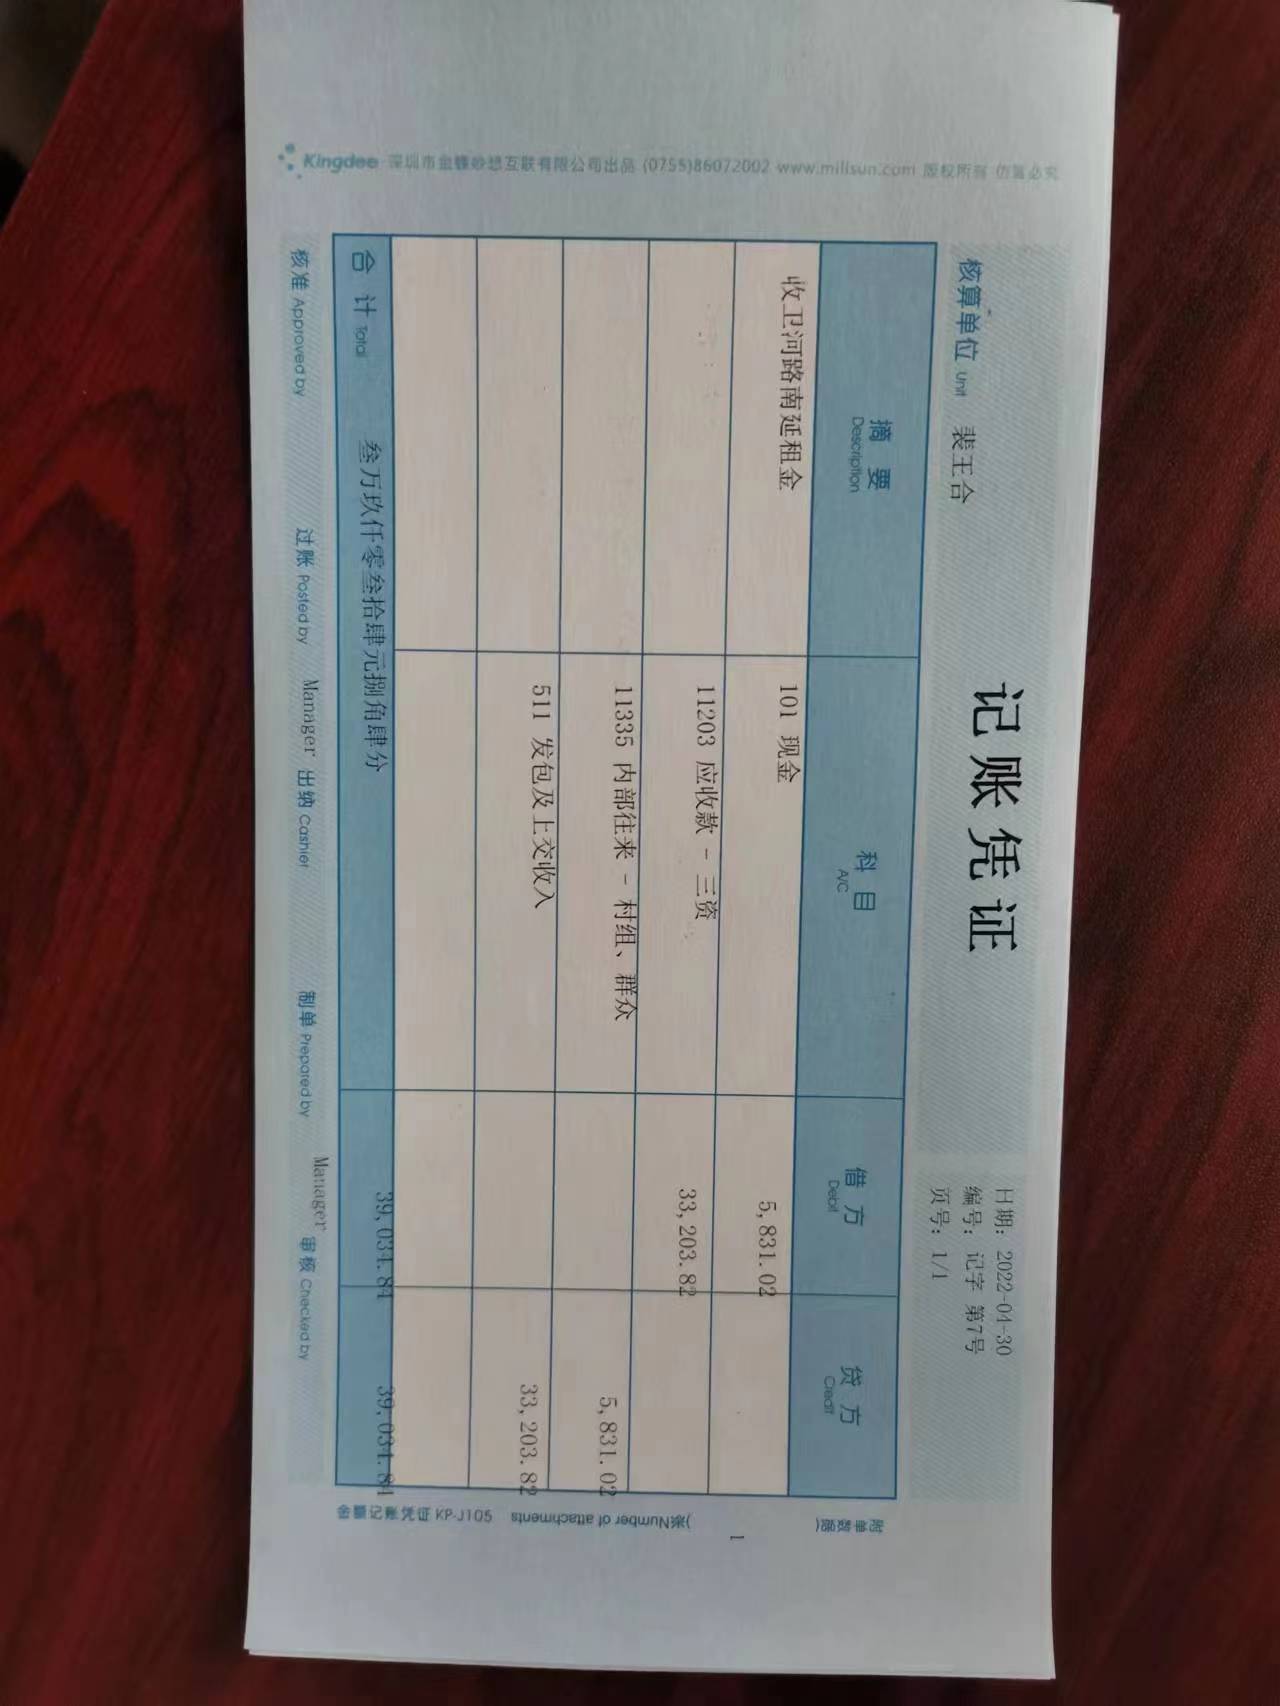 记账凭证
日期：2022-04-30
编号：记字 第7号
页号：1/1
核算单位 Unit 裴王合
摘要 Description 科目 A/C 借方 Debit 贷方 Credit
收卫河路南延租金 101 现金 5,831.02
11203 应收款 - 三资 33,203.82
11335 内部往来 - 村组、群众 5,831.02
511 发包及上交收入 33,203.82
合计 Total 叁万玖仟零叁拾肆元捌角肆分 39,034.84 39,034.84
核准 Approved by 过账 Posted by Manager 出纳 Cashier 制单 Prepared by Manager 审核 Checked by
附单数据( 1 )张 Number of attachments 金蝶记账凭证 KP-J105
Kingdee 深圳市金蝶妙想互联有限公司出品 (0755)86072002 www.milisun.com 版权所有 仿冒必究